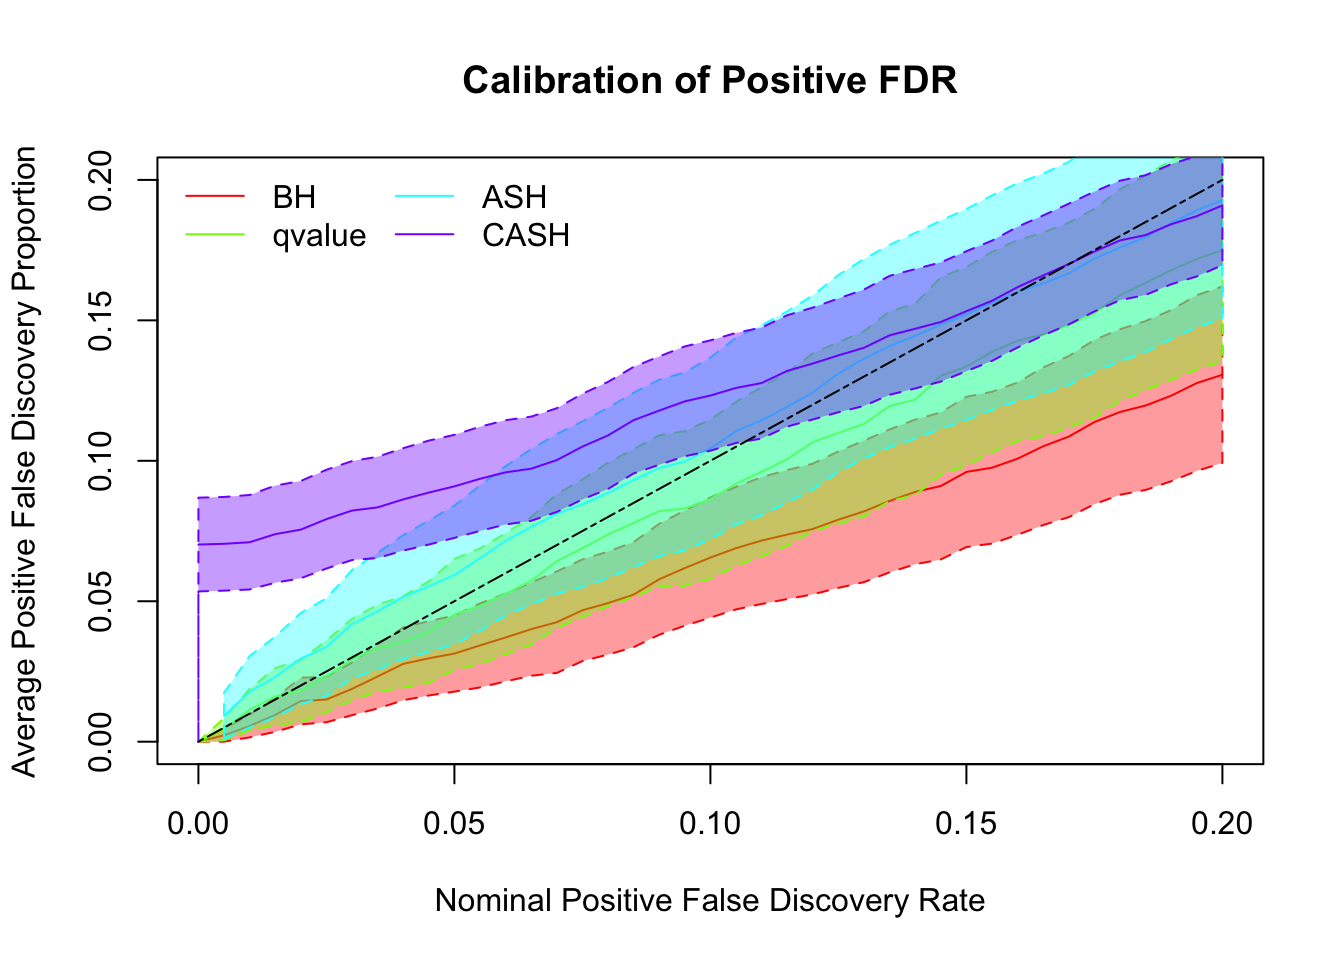 Calibration of Positive FDR
BH
qvalue
ASH
CASH
Average Positive False Discovery Proportion
0.20
0.15
0.10
0.05
0.00
0.00 0.05 0.10 0.15 0.20
Nominal Positive False Discovery Rate